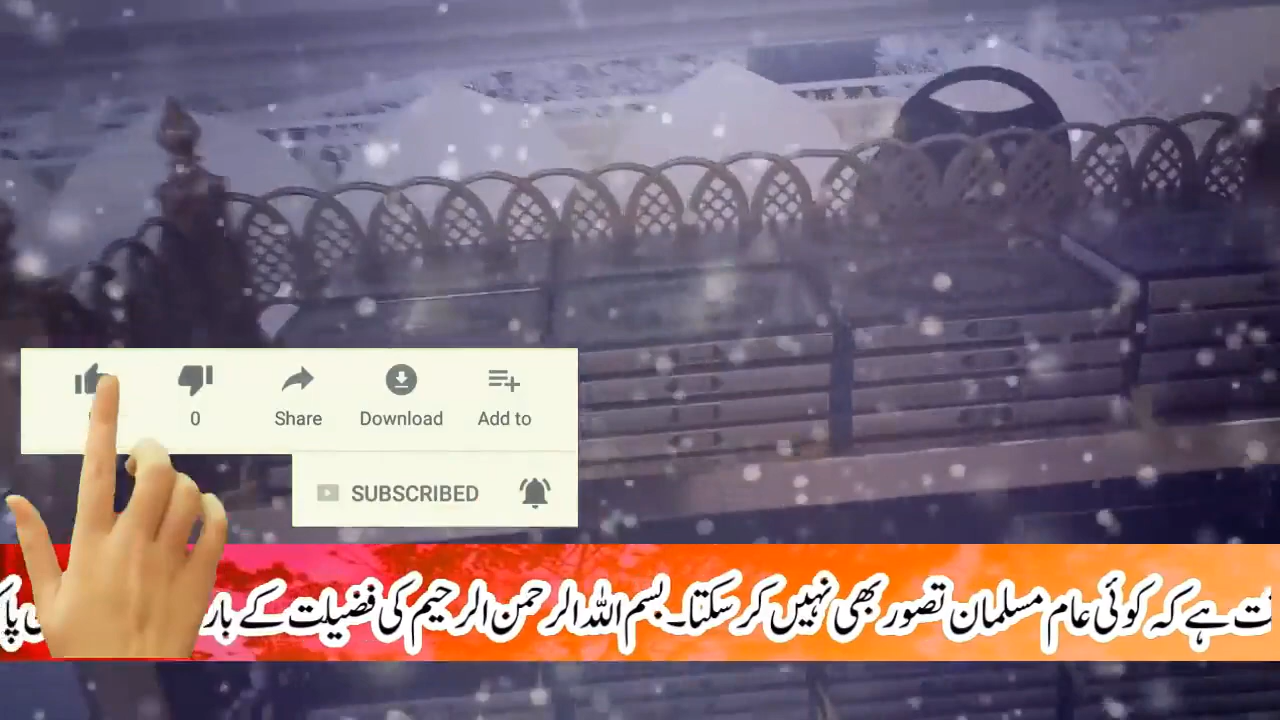 0
Share
Download
Add to
SUBSCRIBED
ہے کہ کوئی عام مسلمان تصور بھی نہیں کر سکتا۔ بسم اللہ الرحمن الرحیم کی فضیلت کے